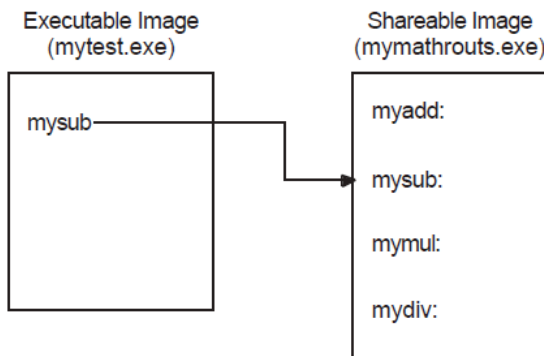 Executable Image
(mytest.exe)
mysub
Shareable Image
(mymathrouts.exe)
myadd:
mysub:
mymul:
mydiv: